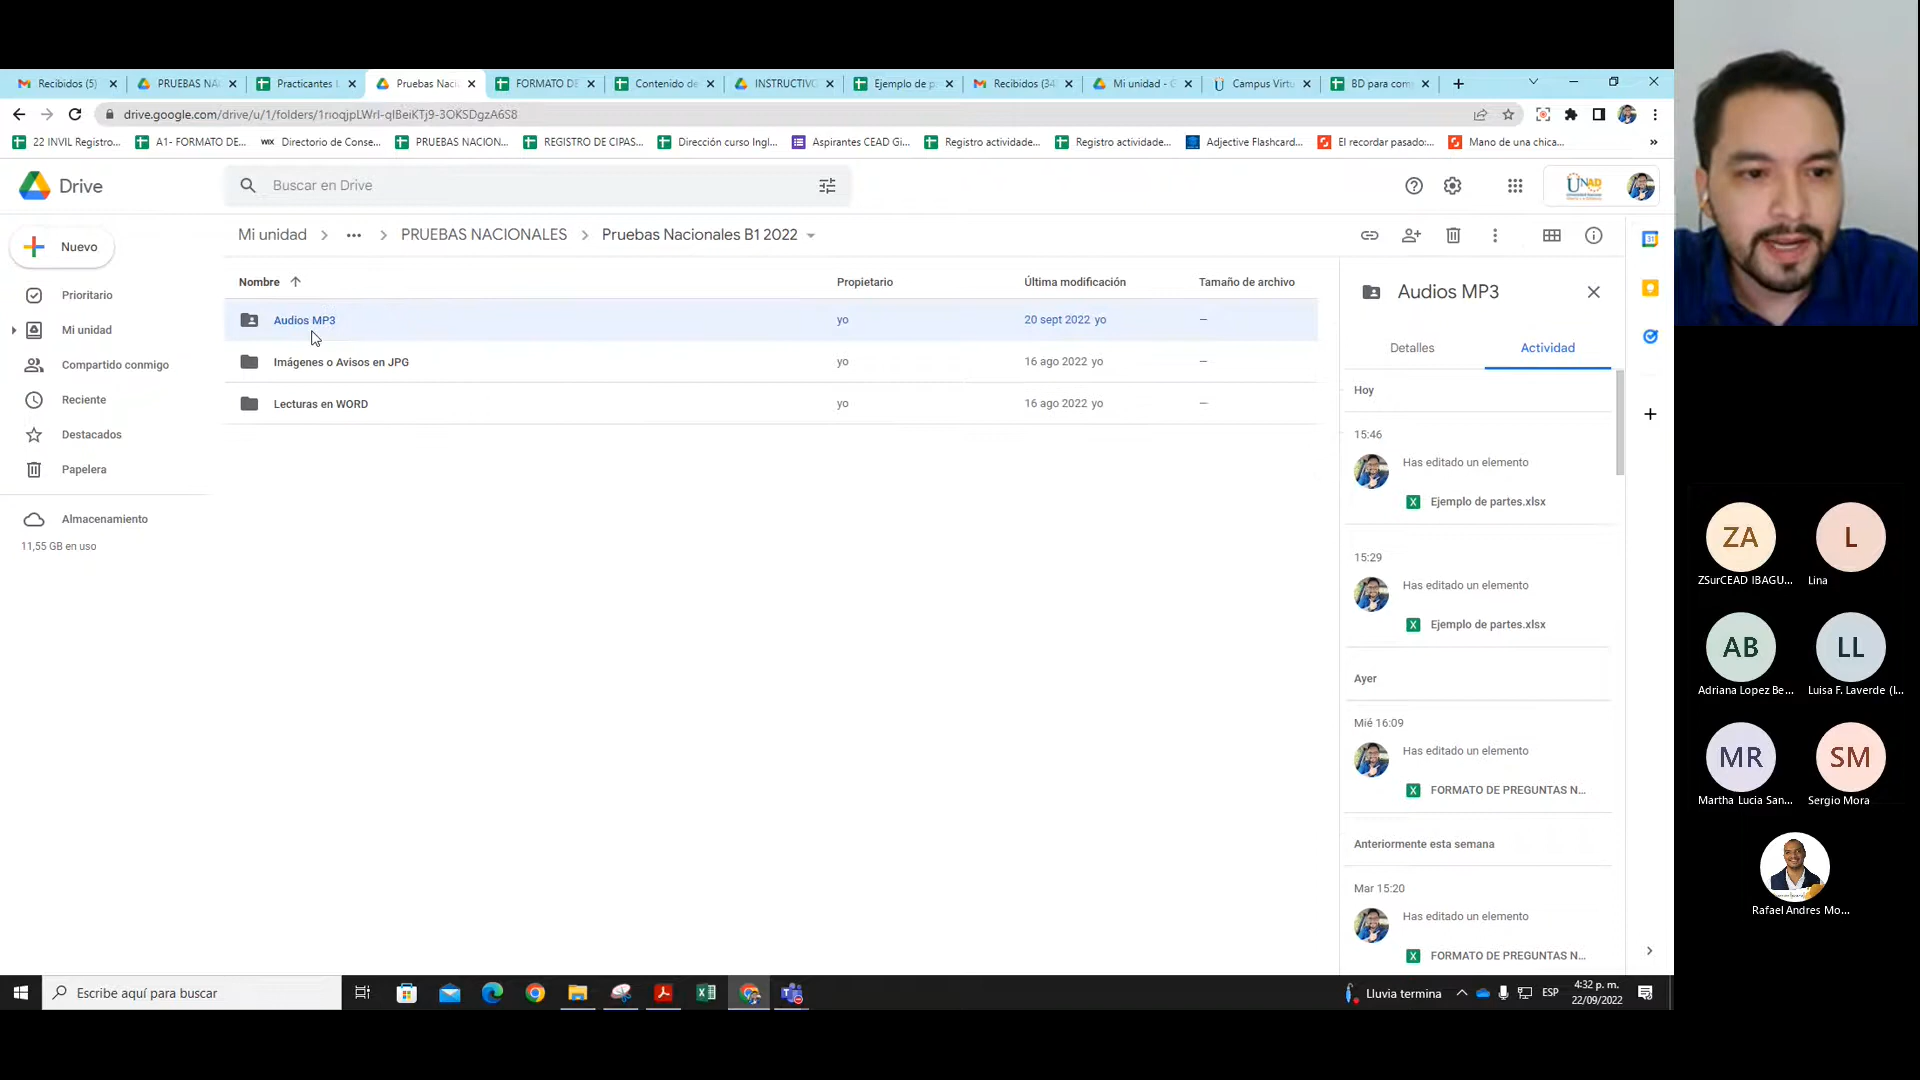 Recibidos (5)
PRUEBAS NA
Practicantes
Pruebas Naci
FORMATO DE
Contenido de
INSTRUCTIVO
Ejemplo de p
Recibidos (34
Mi unidad - G
Campus Virtu
BD para com
drive.google.com/drive/u/1/folders/1rioqjpLWrl-qIBeiKTj9-3OKSDgzA6S8
22 INVIL Registro...
A1- FORMATO DE...
WIX
Directorio de Conse...
PRUEBAS NACION...
REGISTRO DE CIPAS...
Dirección curso Ingl...
Aspirantes CEAD Gi...
Registro actividade...
Registro actividade...
Adjective Flashcard...
El recordar pasado:...
Mano de una chica...
»
Drive
Buscar en Drive
UNAD
Nuevo
Mi unidad
PRUEBAS NACIONALES
Pruebas Nacionales B1 2022
Prioritario
Mi unidad
Compartido conmigo
Reciente
Destacados
Papelera
Almacenamiento
11,55 GB en uso
Nombre
Propietario
Última modificación
Tamaño de archivo
Audios MP3
yo
20 sept 2022 yo
—
Imágenes o Avisos en JPG
yo
16 ago 2022 yo
—
Lecturas en WORD
yo
16 ago 2022 yo
—
Audios MP3
Detalles
Actividad
Hoy
15:46
Has editado un elemento
Ejemplo de partes.xlsx
15:29
Has editado un elemento
Ejemplo de partes.xlsx
Ayer
Mié 16:09
Has editado un elemento
FORMATO DE PREGUNTAS N...
Anteriormente esta semana
Mar 15:20
Has editado un elemento
FORMATO DE PREGUNTAS N...
ZA
ZSurCEAD IBAGU...
L
Lina
AB
Adriana Lopez Be...
LL
Luisa F. Laverde (I...
MR
Martha Lucia San...
SM
Sergio Mora
Rafael Andres Mo...
Escribe aquí para buscar
Lluvia termina
ESP
4:32 p. m.
22/09/2022